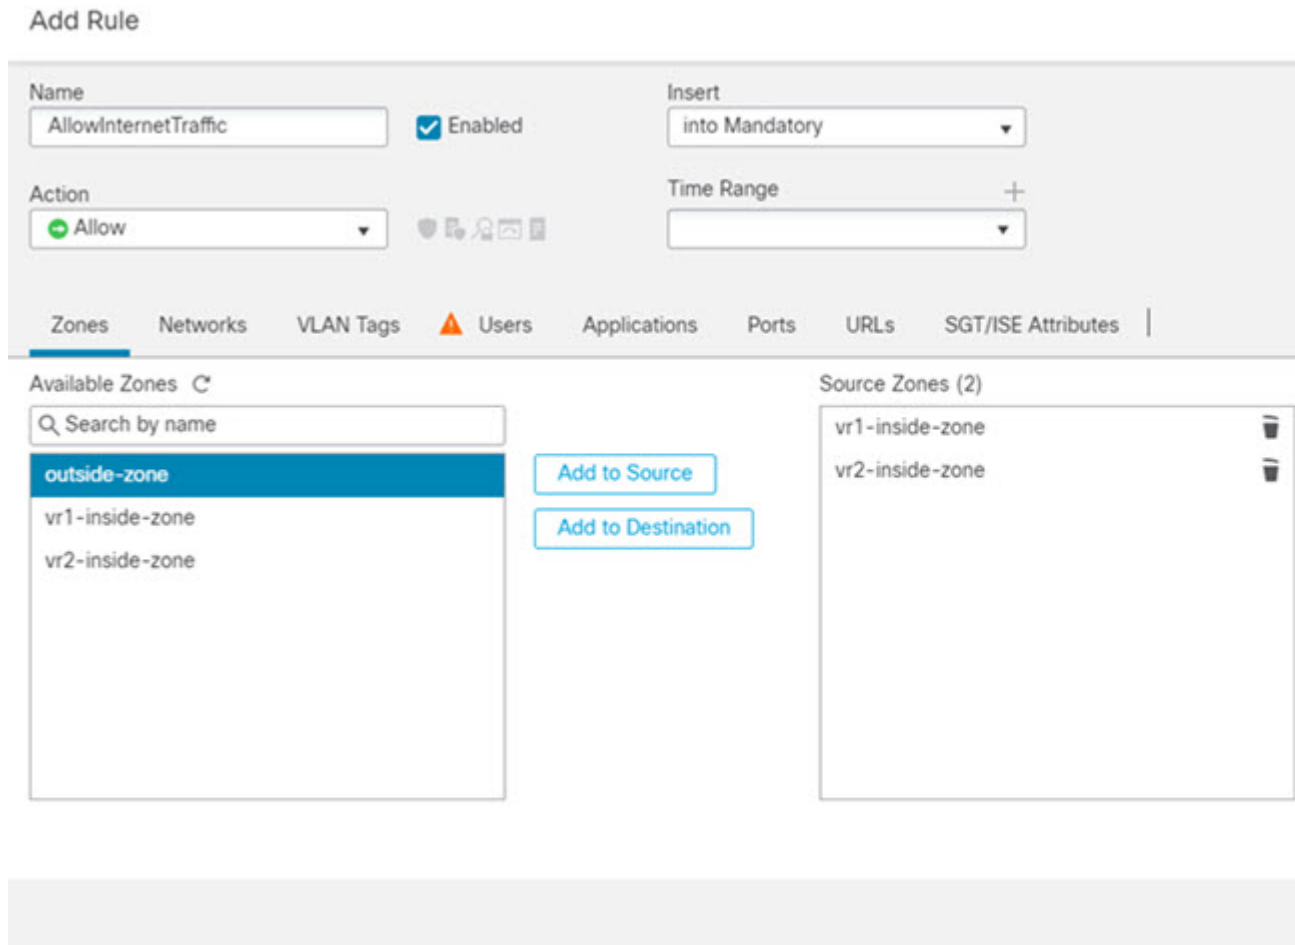 Add Rule
Name
Insert
AllowInternetTraffic
Enabled
into Mandatory
Action
Time Range
Allow
Zones Networks VLAN Tags Users Applications Ports URLs SGT/ISE Attributes
Available Zones
Source Zones (2)
Search by name
vr1-inside-zone
outside-zone
Add to Source
vr2-inside-zone
vr1-inside-zone
Add to Destination
vr2-inside-zone